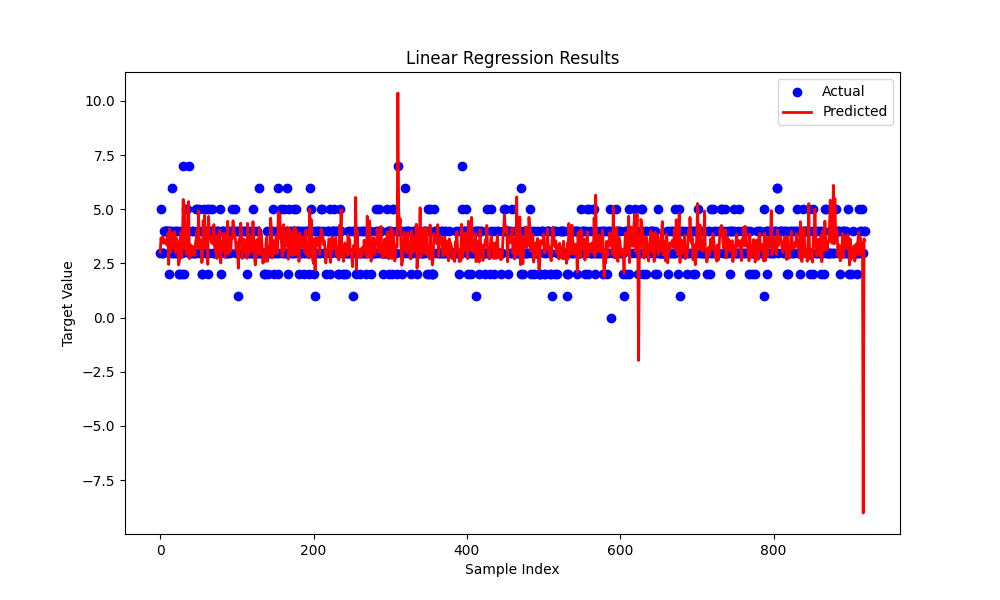 Linear Regression Results
Actual
Predicted
Target Value
10.0
7.5
5.0
2.5
0.0
−2.5
−5.0
−7.5
0
200
400
600
800
Sample Index